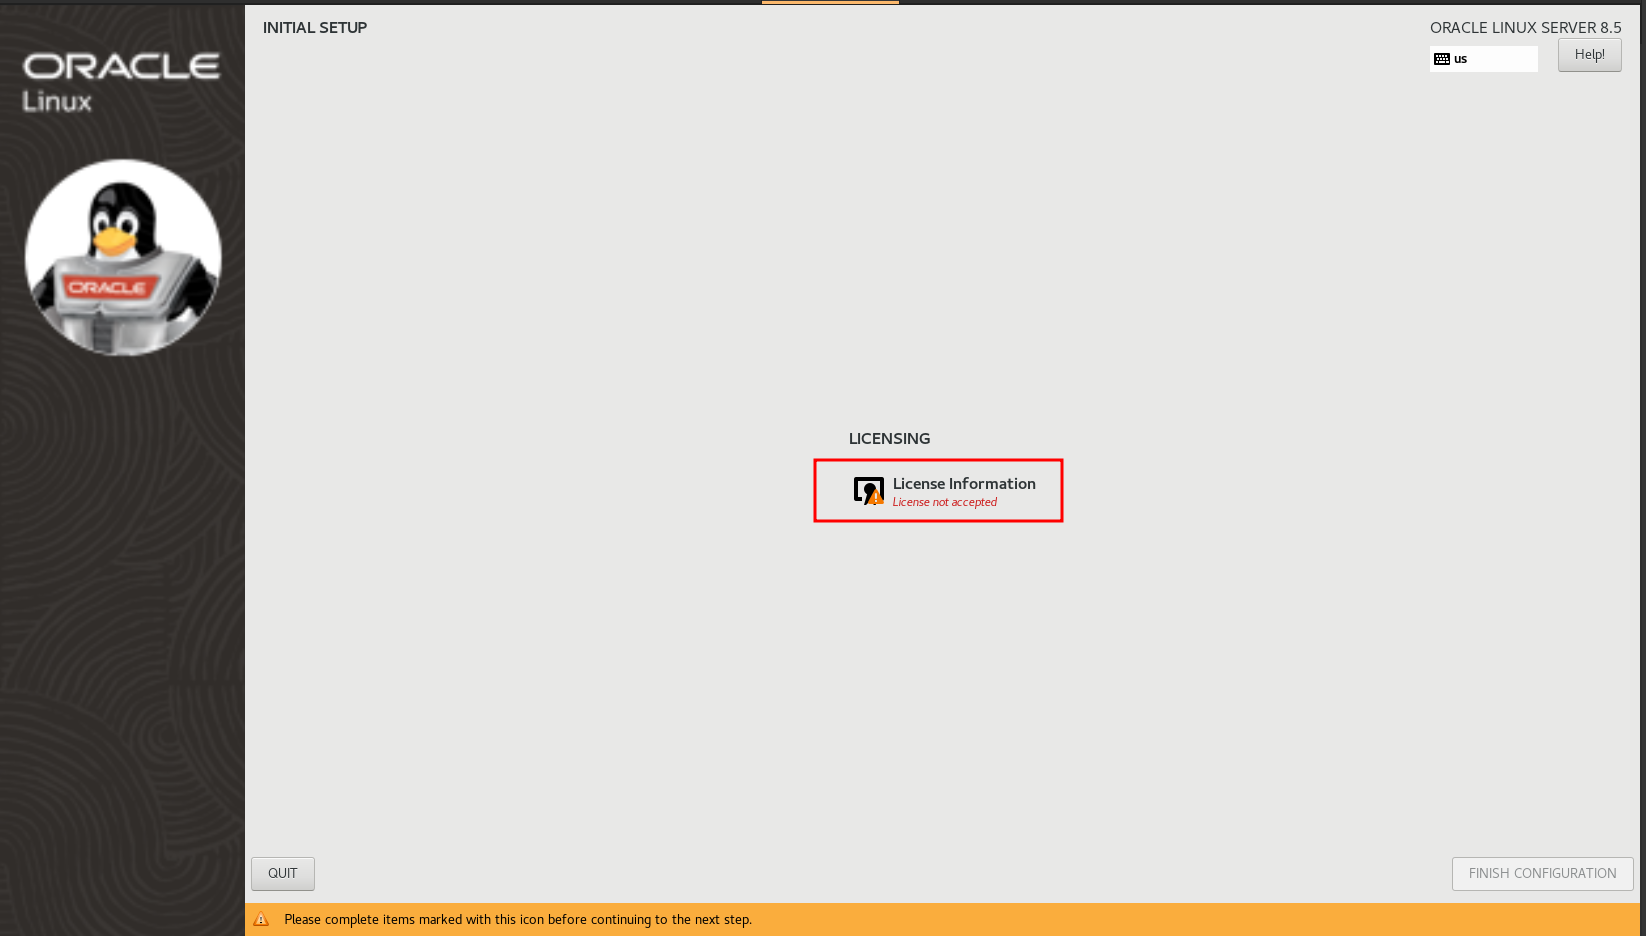 ORACLE
Linux
ORACLE
INITIAL SETUP
ORACLE LINUX SERVER 8.5
us
Help!
LICENSING
License Information
License not accepted
QUIT
FINISH CONFIGURATION
Please complete items marked with this icon before continuing to the next step.